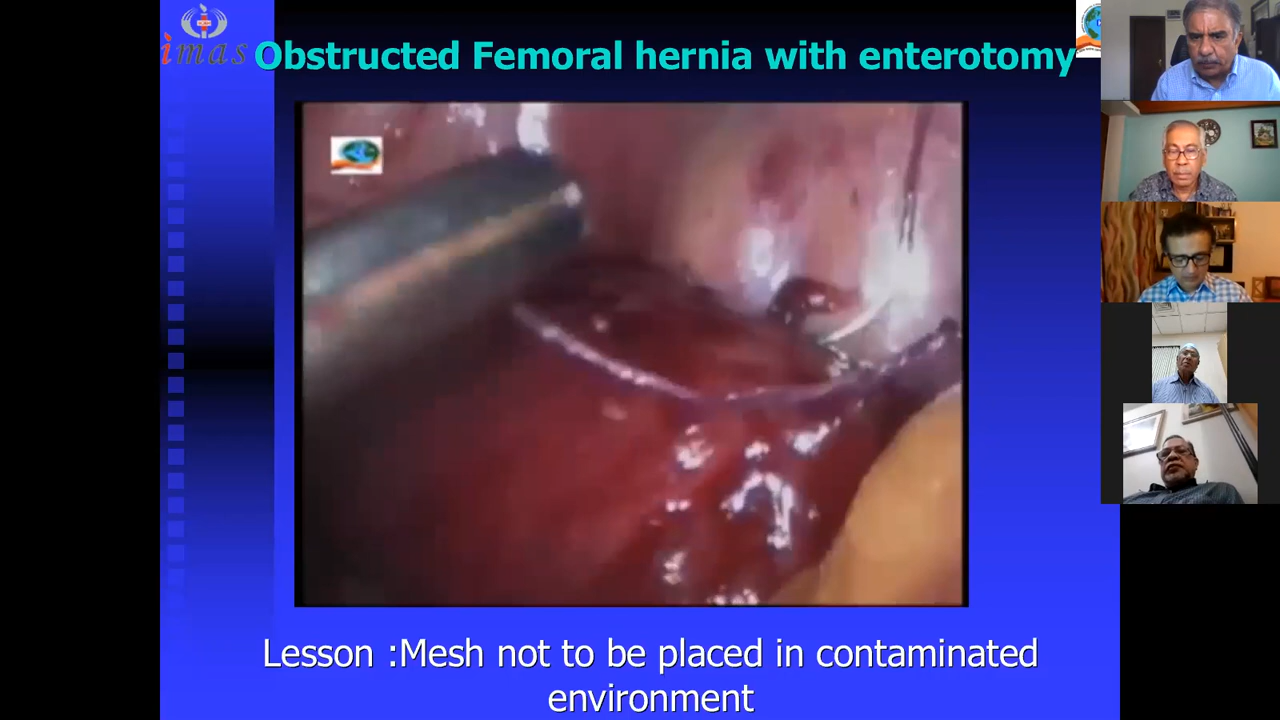 imas
Obstructed Femoral hernia with enterotomy
Lesson :Mesh not to be placed in contaminated
environment